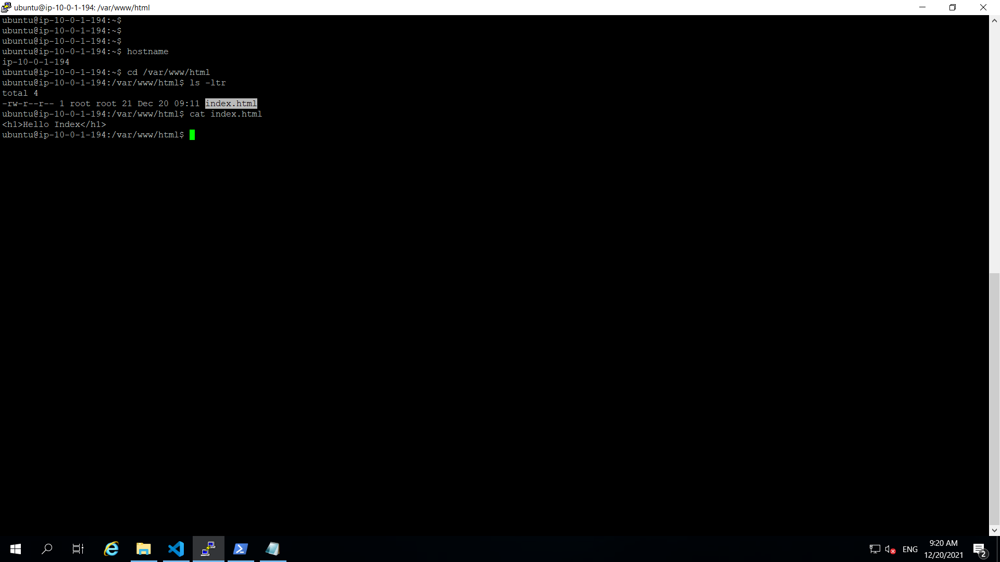 ubuntu@ip-10-0-1-194: /var/www/html
ubuntu@ip-10-0-1-194:~$
ubuntu@ip-10-0-1-194:~$
ubuntu@ip-10-0-1-194:~$
ubuntu@ip-10-0-1-194:~$ hostname
ip-10-0-1-194
ubuntu@ip-10-0-1-194:~$ cd /var/www/html
ubuntu@ip-10-0-1-194:/var/www/html$ ls -ltr
total 4
-rw-r--r-- 1 root root 21 Dec 20 09:11 index.html
ubuntu@ip-10-0-1-194:/var/www/html$ cat index.html
<h1>Hello Index</h1>
ubuntu@ip-10-0-1-194:/var/www/html$
ENG
9:20 AM
12/20/2021
2